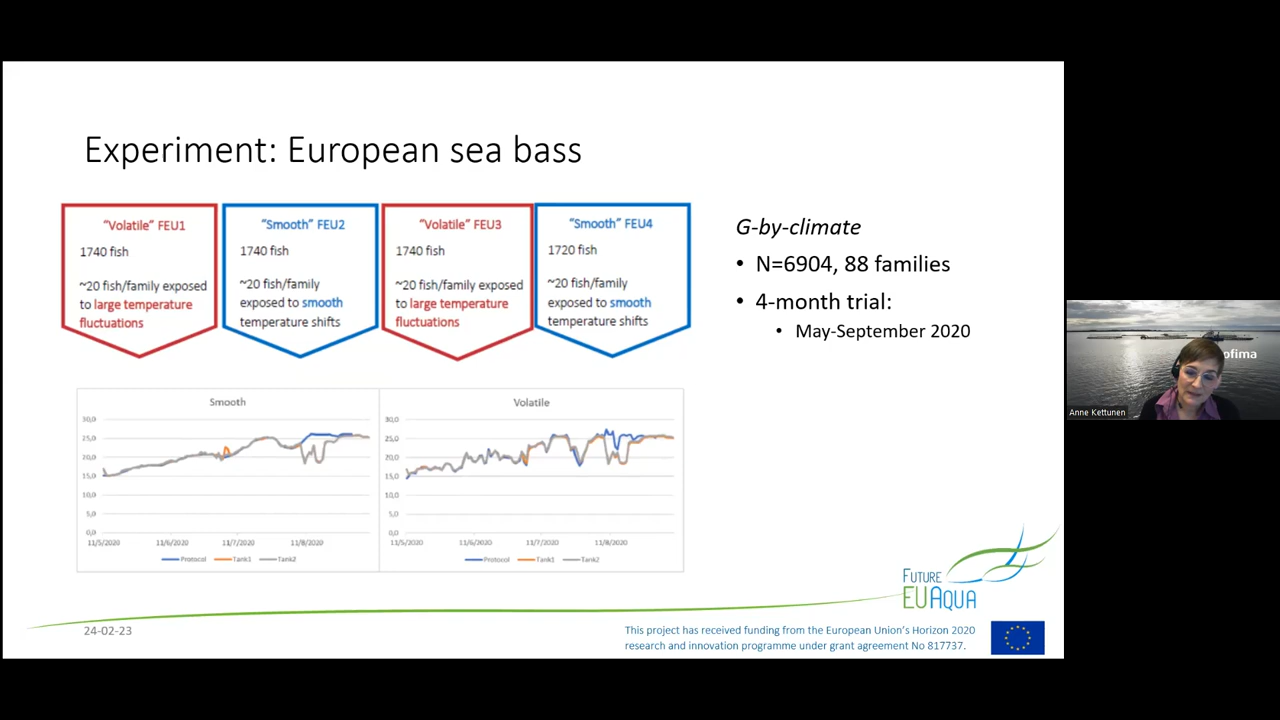 Experiment: European sea bass
"Volatile" FEU1
1740 fish
~20 fish/family exposed
to large temperature
fluctuations
"Smooth" FEU2
1740 fish
~20 fish/family
exposed to smooth
temperature shifts
"Volatile" FEU3
1740 fish
~20 fish/family exposed
to large temperature
fluctuations
"Smooth" FEU4
1720 fish
~20 fish/family
exposed to smooth
temperature shifts
G-by-climate
• N=6904, 88 families
• 4-month trial:
• May-September 2020
Smooth
30,0
25,0
20,0
15,0
10,0
5,0
0,0
11/5/2020 11/6/2020 11/7/2020 11/8/2020
Protocol Tank1 Tank2
Volatile
30,0
25,0
20,0
15,0
10,0
5,0
0,0
11/5/2020 11/6/2020 11/7/2020 11/8/2020
Protocol Tank1 Tank2
ofima
Anne Kettunen
FUTURE
EUAQUA
24-02-23
This project has received funding from the European Union's Horizon 2020
research and innovation programme under grant agreement No 817737.